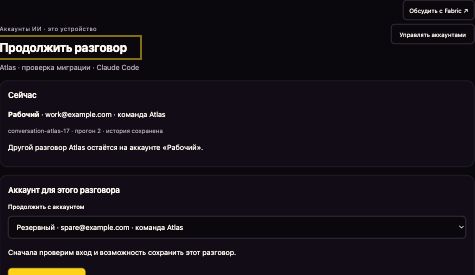 Обсудить с Fabric ↗
Аккаунты ИИ · это устройство
Продолжить разговор
Управлять аккаунтами
Atlas · проверка миграции · Claude Code
Сейчас
Рабочий · work@example.com · команда Atlas
conversation-atlas-17 · прогон 2 · история сохранена
Другой разговор Atlas остаётся на аккаунте «Рабочий».
Аккаунт для этого разговора
Продолжить с аккаунтом
Резервный · spare@example.com · команда Atlas
Сначала проверим вход и возможность сохранить этот разговор.